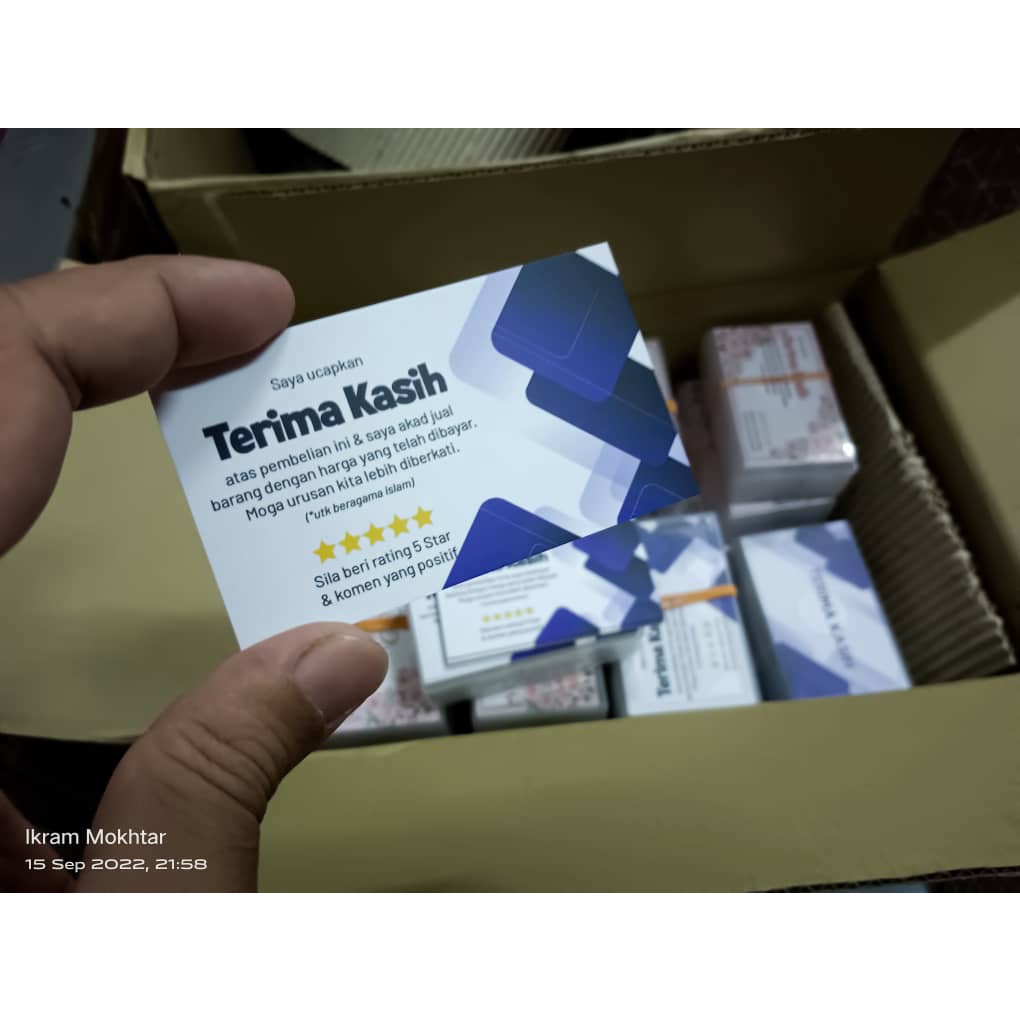 Saya ucapkan
Terima Kasih
atas pembelian ini & saya akad jual
barang dengan harga yang telah dibayar.
Moga urusan kita lebih diberkati.
(*utk beragama islam)
Sila beri rating 5 Star
& komen yang positif
Terima Ka
TERIMA KASIH
Ikram Mokhtar
15 Sep 2022, 21:58